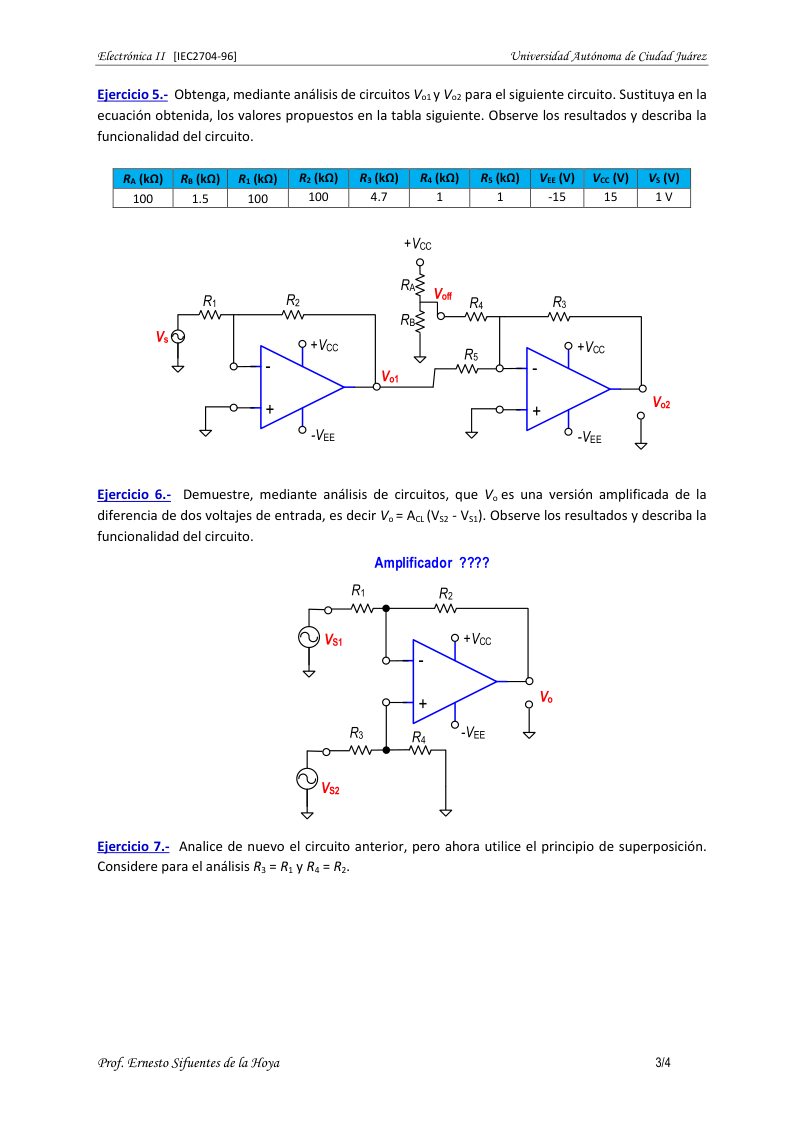 Electrónica II [IEC2704-96] Universidad Autónoma de Ciudad Juárez
Ejercicio 5.- Obtenga, mediante análisis de circuitos Vo1 y Vo2 para el siguiente circuito. Sustituya en la
ecuación obtenida, los valores propuestos en la tabla siguiente. Observe los resultados y describa la
funcionalidad del circuito.
RA (kΩ) RB (kΩ) R1 (kΩ) R2 (kΩ) R3 (kΩ) R4 (kΩ) R5 (kΩ) VEE (V) VCC (V) VS (V)
100 1.5 100 100 4.7 1 1 -15 15 1 V
+VCC
RA
Voff
R1 R2 R4 R3
RB
Vs
+VCC +VCC
R5
- -
Vo1
Vo2
+ +
-VEE -VEE
Ejercicio 6.- Demuestre, mediante análisis de circuitos, que Vo es una versión amplificada de la
diferencia de dos voltajes de entrada, es decir Vo = ACL (VS2 - VS1). Observe los resultados y describa la
funcionalidad del circuito.
Amplificador ????
R1 R2
VS1
+VCC
-
Vo
+
-VEE
R3 R4
VS2
Ejercicio 7.- Analice de nuevo el circuito anterior, pero ahora utilice el principio de superposición.
Considere para el análisis R3 = R1 y R4 = R2.
Prof. Ernesto Sifuentes de la Hoya 3/4